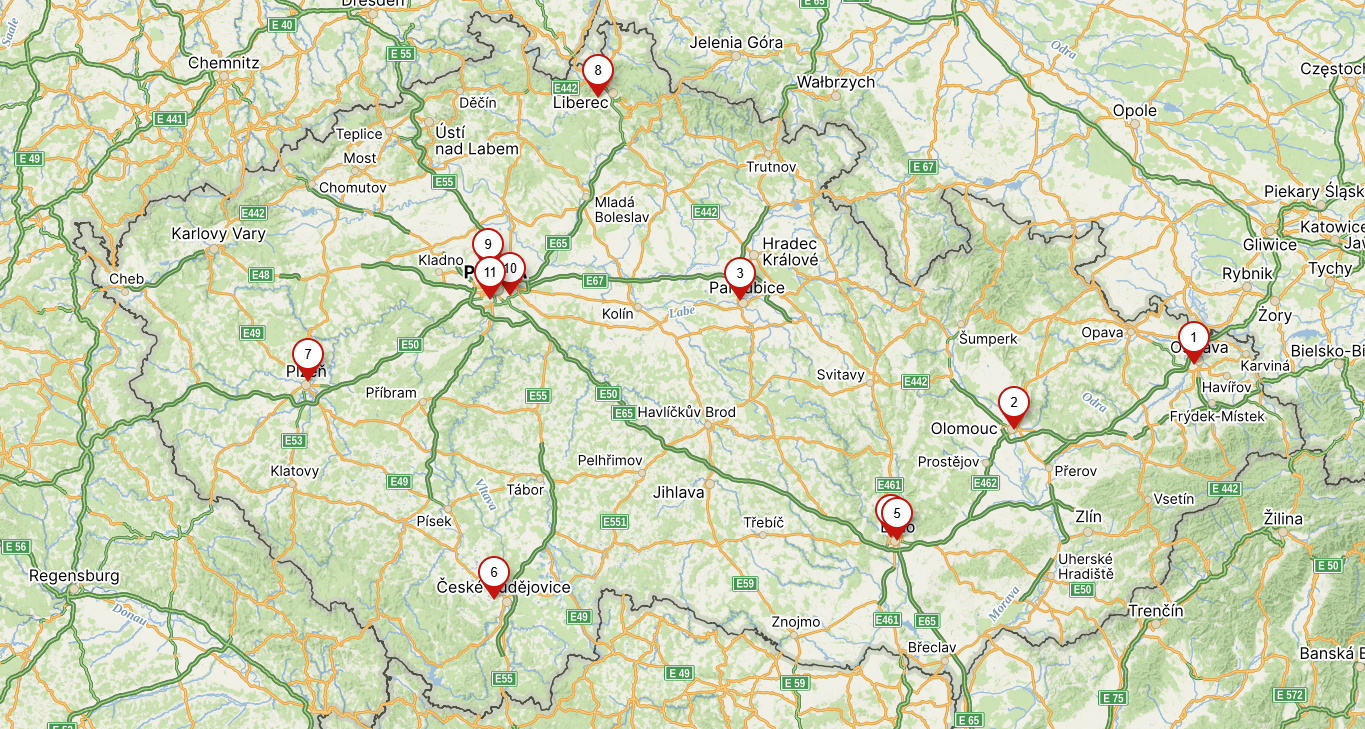 Dresden
E 65
E 40
Saale
E 55
Jelenia Góra
Odra
Chemnitz
8
Częstoch
Wałbrzych
E442
Liberec
Děčín
Opole
E 441
Teplice
Ústí
nad Labem
E 49
Most
Trutnov
E 67
E55
Chomutov
Piekary Śląsk
Mladá
Boleslav
E442
E442
Katowice
Karlovy Vary
9
E65
Hradec
Králové
Gliwice
Kladno
10
11
3
Tychy
Rybnik
Cheb
E48
E67
Pardubice
Kolín
Labe
Żory
E49
Opava
1
Šumperk
E50
7
Ostrava
Bielsko-Bi
Plzeň
Svitavy
Karviná
E442
Havířov
Příbram
E55
E50
2
Odra
E65
Havlíčkův Brod
Frýdek-Místek
Olomouc
E53
Pelhřimov
Prostějov
Klatovy
Přerov
E49
E461
E462
E 442
Vltava
Tábor
Jihlava
Vsetín
5
Písek
E551
Třebíč
Brno
Zlín
Žilina
E 56
Uherské
Hradiště
E 50
6
Regensburg
České Budějovice
E59
E50
Donau
E49
Morava
Trenčín
Znojmo
E461
E65
Břeclav
Banská B
E55
E 49
E 59
E 75
E 572
E 65